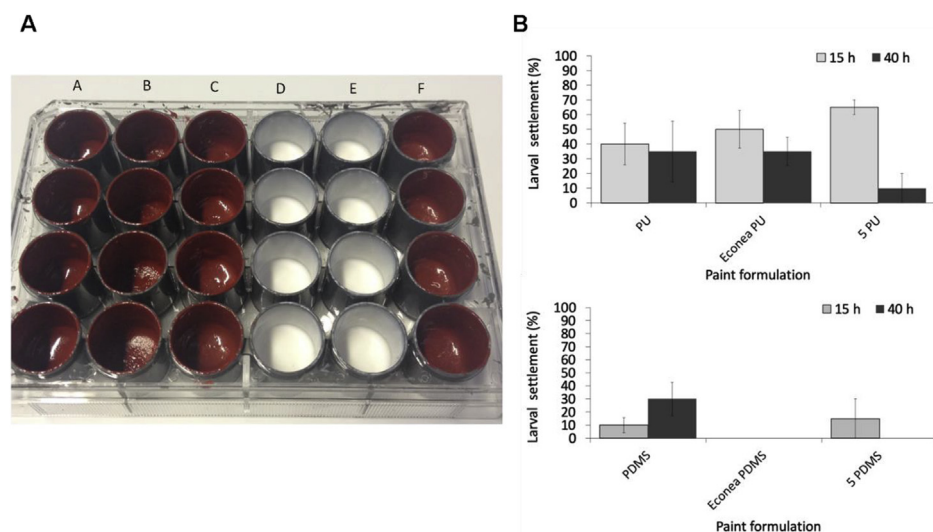 A
A B C D E F
B
100
90
80
70
60
50
40
30
20
10
0
Larval settlement (%)
15 h 40 h
PU Econea PU 5 PU
Paint formulation
100
90
80
70
60
50
40
30
20
10
0
Larval settlement (%)
15 h 40 h
PDMS Econea PDMS 5 PDMS
Paint formulation